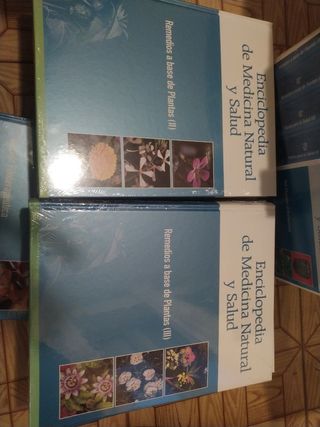 Enciclopedia
de Medicina Natural
y Salud
Remedios a base de Plantas (II)
Enciclopedia
de Medicina Natural
y Salud
Remedios a base de Plantas (III)